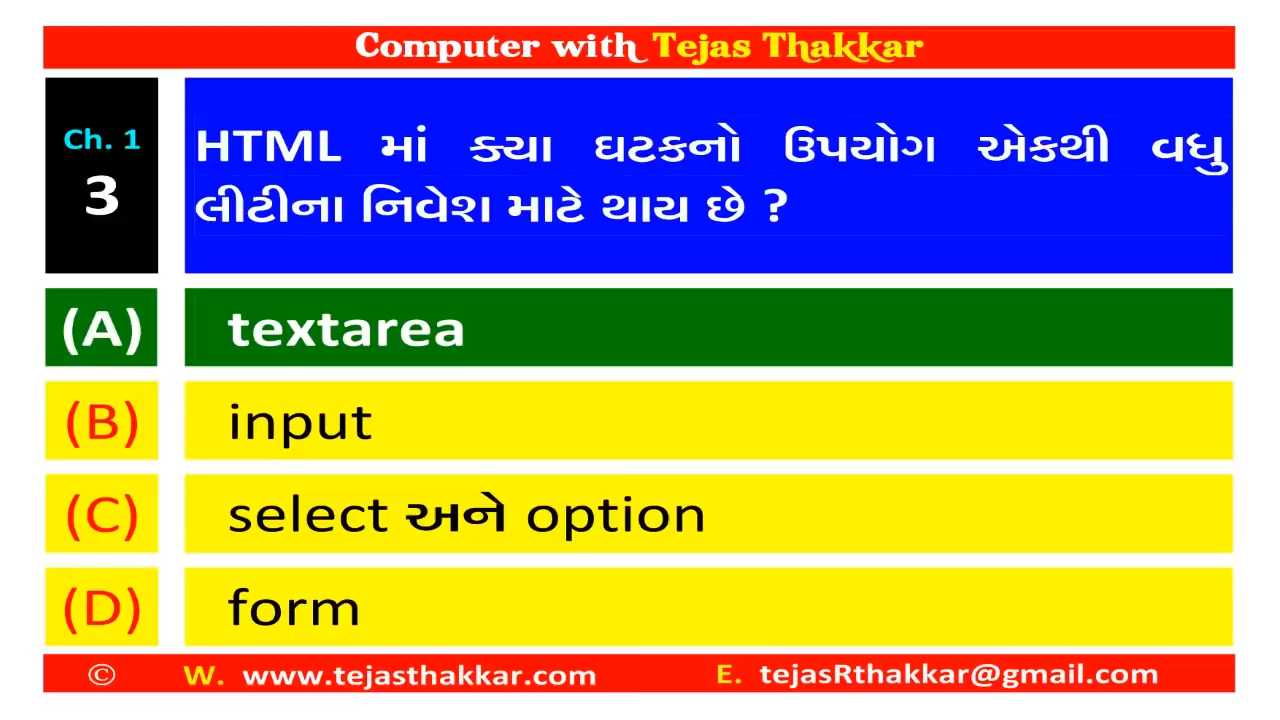 Computer with Tejas Thakkar
Ch. 1
3
HTML માં ક્યા ઘટકનો ઉપયોગ એકથી વધુ
લીટીના નિવેશ માટે થાય છે ?
(A) textarea
(B) input
(C) select અને option
(D) form
© W. www.tejasthakkar.com E. tejasRthakkar@gmail.com